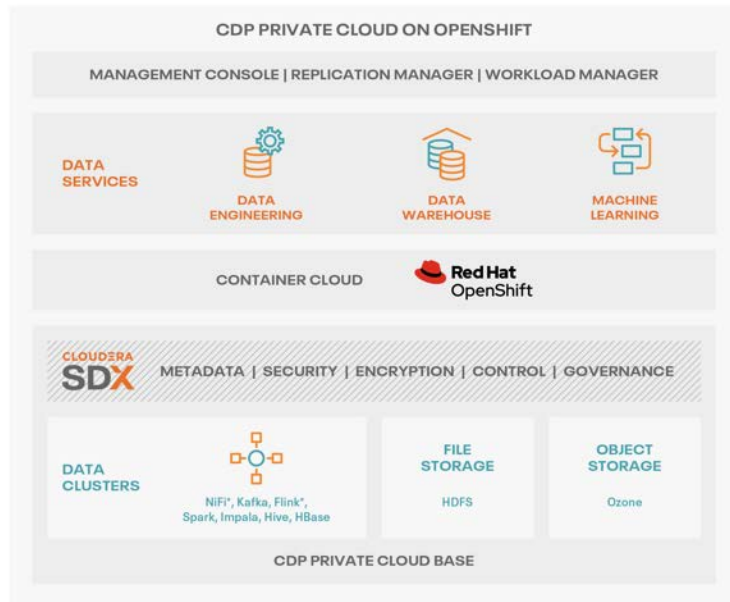 CDP PRIVATE CLOUD ON OPENSHIFT
MANAGEMENT CONSOLE | REPLICATION MANAGER | WORKLOAD MANAGER
DATA
SERVICES
DATA
ENGINEERING
DATA
WAREHOUSE
MACHINE
LEARNING
CONTAINER CLOUD
Red Hat
OpenShift
CLOUDERA
SDX
METADATA | SECURITY | ENCRYPTION | CONTROL | GOVERNANCE
DATA
CLUSTERS
NiFi*, Kafka, Flink*,
Spark, Impala, Hive, HBase
FILE
STORAGE
HDFS
OBJECT
STORAGE
Ozone
CDP PRIVATE CLOUD BASE